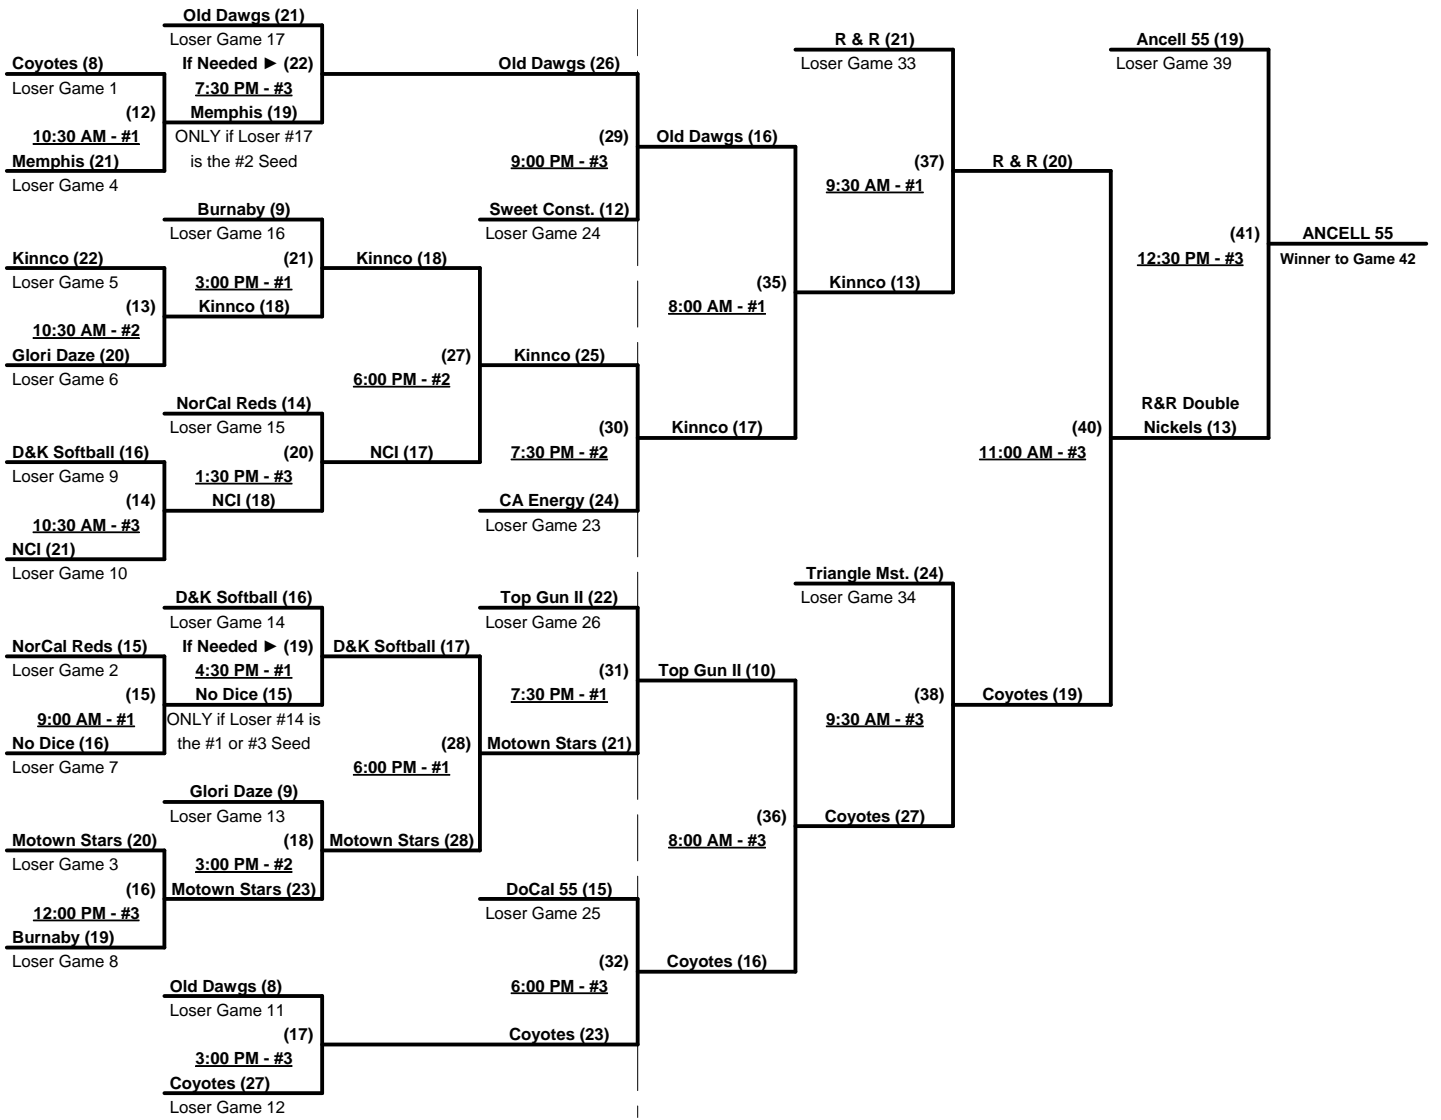 Old Dawgs (21)
Loser Game 17
R & R (21)
Ancell 55 (19)
Coyotes (8)
If Needed ► (22)
Old Dawgs (26)
Loser Game 33
Loser Game 39
Loser Game 1
7:30 PM - #3
(12)
Memphis (19)
10:30 AM - #1
ONLY if Loser #17
(29)
Old Dawgs (16)
Memphis (21)
is the #2 Seed
9:00 PM - #3
(37)
R & R (20)
Loser Game 4
9:30 AM - #1
Burnaby (9)
Sweet Const. (12)
Loser Game 16
Loser Game 24
(41)
ANCELL 55
Kinnco (22)
(21)
Kinnco (18)
12:30 PM - #3
Winner to Game 42
Loser Game 5
3:00 PM - #1
(35)
Kinnco (13)
(13)
Kinnco (18)
8:00 AM - #1
10:30 AM - #2
Glori Daze (20)
(27)
Kinnco (25)
Loser Game 6
6:00 PM - #2
NorCal Reds (14)
R&R Double
Loser Game 15
(30)
Kinnco (17)
(40)
Nickels (13)
D&K Softball (16)
(20)
NCI (17)
7:30 PM - #2
11:00 AM - #3
Loser Game 9
1:30 PM - #3
(14)
NCI (18)
CA Energy (24)
10:30 AM - #3
Loser Game 23
NCI (21)
Loser Game 10
Triangle Mst. (24)
D&K Softball (16)
Top Gun II (22)
Loser Game 34
Loser Game 14
Loser Game 26
NorCal Reds (15)
If Needed ► (19)
D&K Softball (17)
Loser Game 2
4:30 PM - #1
(31)
Top Gun II (10)
(15)
No Dice (15)
7:30 PM - #1
(38)
Coyotes (19)
9:00 AM - #1
ONLY if Loser #14 is
9:30 AM - #3
No Dice (16)
the #1 or #3 Seed
(28)
Motown Stars (21)
Loser Game 7
6:00 PM - #1
Glori Daze (9)
Loser Game 13
(36)
Coyotes (27)
Motown Stars (20)
(18)
Motown Stars (28)
8:00 AM - #3
Loser Game 3
3:00 PM - #2
(16)
Motown Stars (23)
DoCal 55 (15)
12:00 PM - #3
Loser Game 25
Burnaby (19)
Loser Game 8
(32)
Coyotes (16)
Old Dawgs (8)
6:00 PM - #3
Loser Game 11
(17)
Coyotes (23)
3:00 PM - #3
Coyotes (27)
Loser Game 12